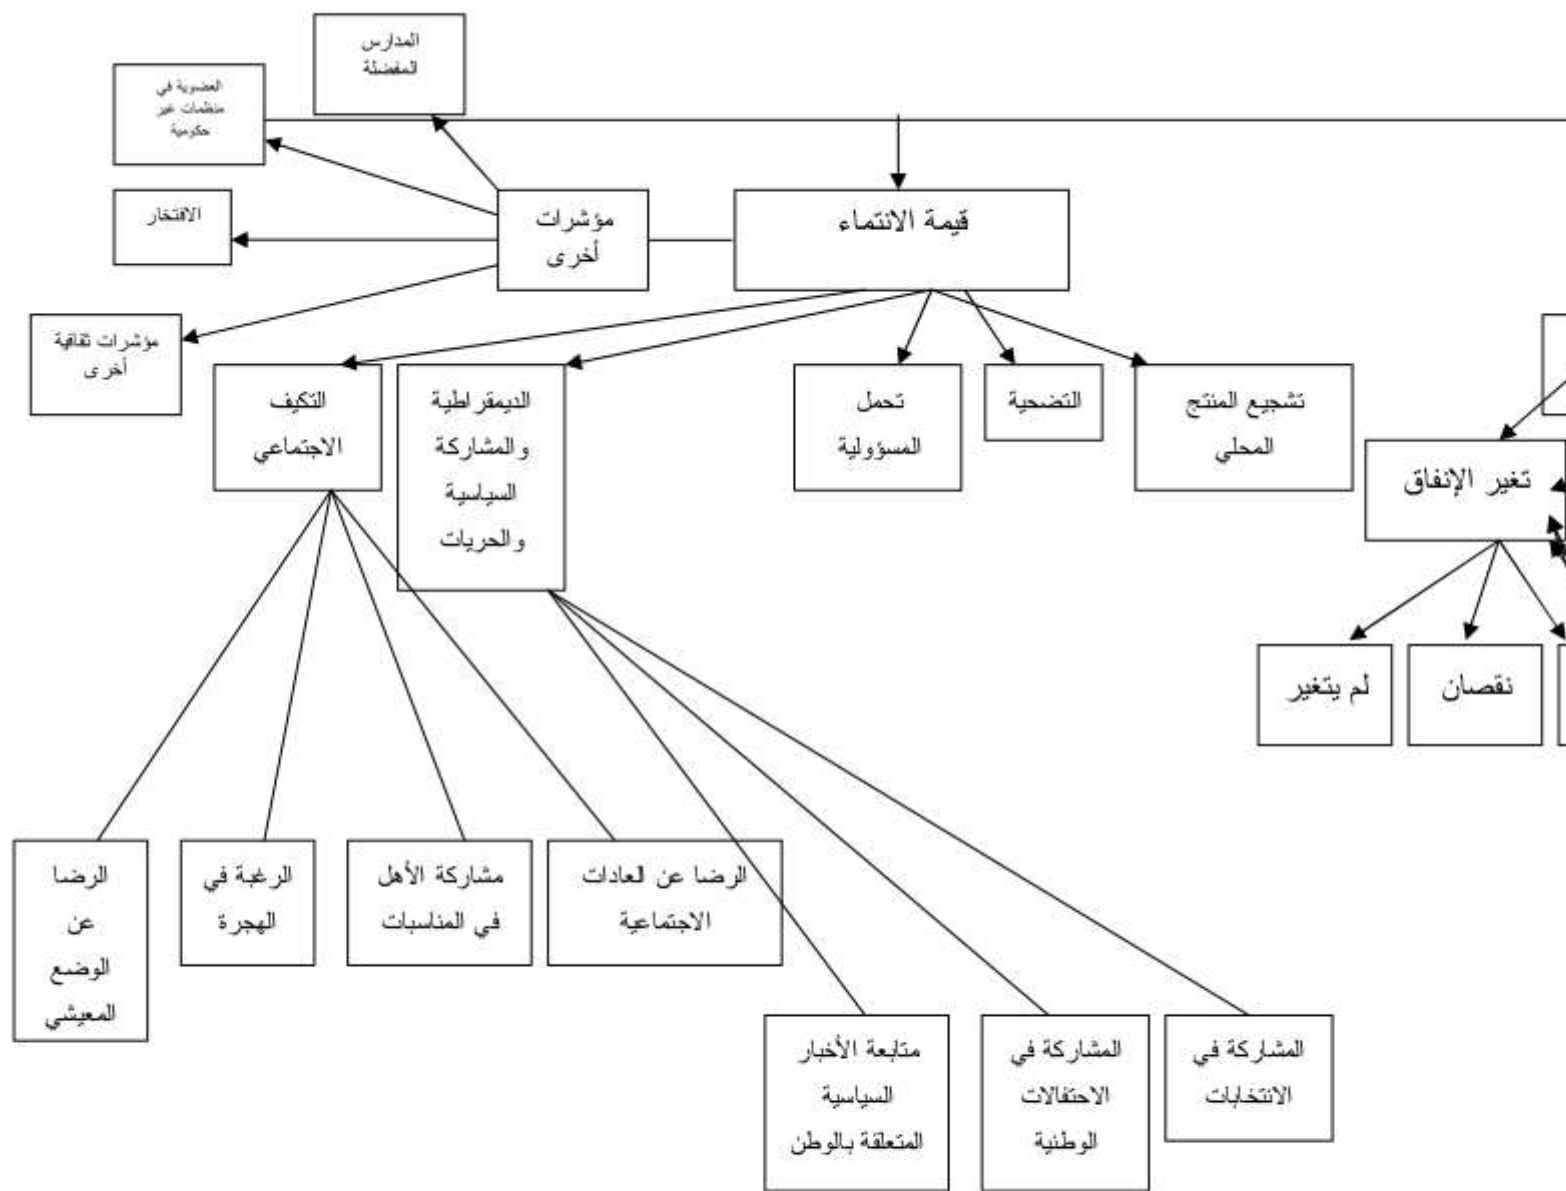 المدارس
المفضلة
العضوية في
منظمات غير
حكومية
الافتخار
مؤشرات ثقافية
أخرى
مؤشرات
أخرى
قيمة الانتماء
تشجيع المنتج
المحلي
التضحية
تحمل
المسؤولية
الديمقراطية
والمشاركة
السياسية
والحريات
التكيف
الاجتماعي
تغير الإنفاق
نقصان
لم يتغير
الرضا عن العادات
الاجتماعية
مشاركة الأهل
في المناسبات
الرغبة في
الهجرة
الرضا
عن
الوضع
المعيشي
المشاركة في
الانتخابات
المشاركة في
الاحتفالات
الوطنية
متابعة الأخبار
السياسية
المتعلقة بالوطن